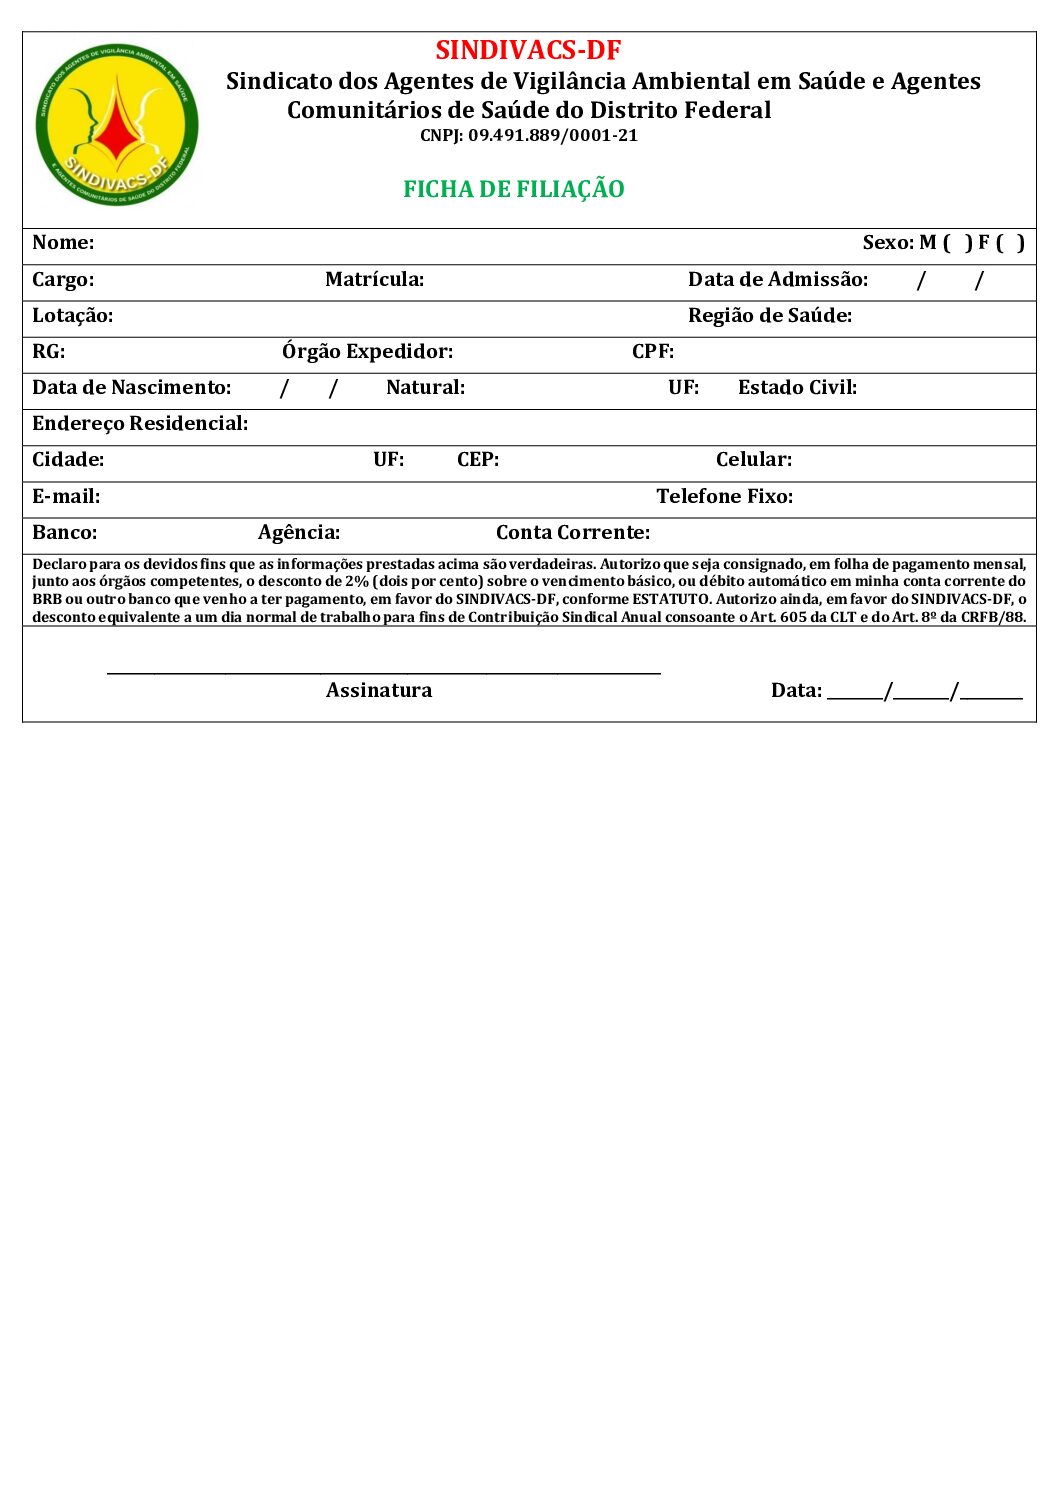 SINDIVACS-DF
Sindicato dos Agentes de Vigilância Ambiental em Saúde e Agentes
Comunitários de Saúde do Distrito Federal
CNPJ: 09.491.889/0001-21
SINDICATO DOS AGENTES DE VIGILÂNCIA AMBIENTAL EM SAÚDE
SINDIVACS-DF
E AGENTES COMUNITÁRIOS DE SAÚDE DO DISTRITO FEDERAL
FICHA DE FILIAÇÃO
Nome: Sexo: M ( ) F ( )
Cargo: Matrícula: Data de Admissão: / /
Lotação: Região de Saúde:
RG: Órgão Expedidor: CPF:
Data de Nascimento: / / Natural: UF: Estado Civil:
Endereço Residencial:
Cidade: UF: CEP: Celular:
E-mail: Telefone Fixo:
Banco: Agência: Conta Corrente:
Declaro para os devidos fins que as informações prestadas acima são verdadeiras. Autorizo que seja consignado, em folha de pagamento mensal,
junto aos órgãos competentes, o desconto de 2% (dois por cento) sobre o vencimento básico, ou débito automático em minha conta corrente do
BRB ou outro banco que venho a ter pagamento, em favor do SINDIVACS-DF, conforme ESTATUTO. Autorizo ainda, em favor do SINDIVACS-DF, o
desconto equivalente a um dia normal de trabalho para fins de Contribuição Sindical Anual consoante o Art. 605 da CLT e do Art. 8º da CRFB/88.
Assinatura Data: ______/______/_______